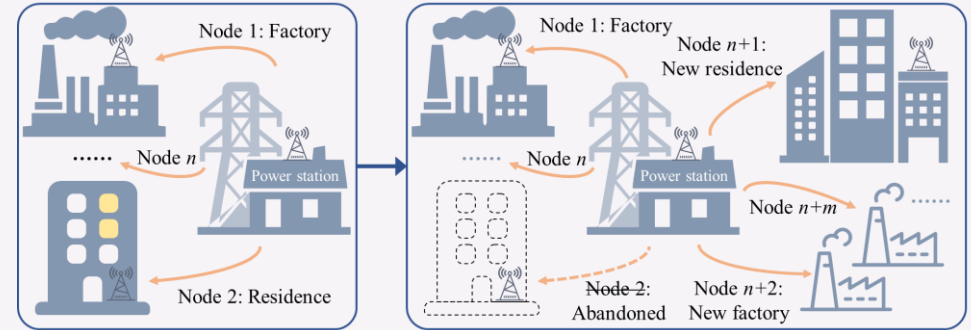 Node 1: Factory
······
Node n
Power station
Node 2: Residence
Node 1: Factory
Node n+1:
New residence
······
Node n
Power station
Node n+m
······
Node 2:
Abandoned
Node n+2:
New factory